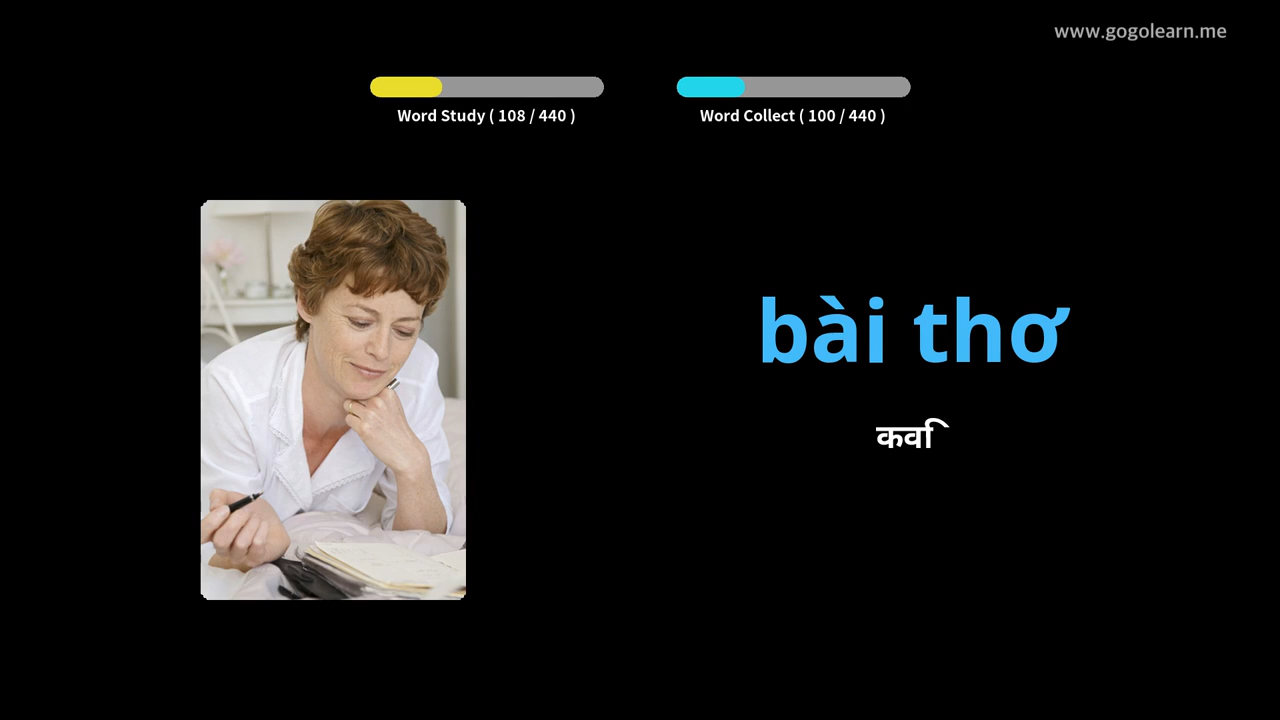 www.gogolearn.me
Word Study ( 108 / 440 )
Word Collect ( 100 / 440 )
bài thơ
कवि